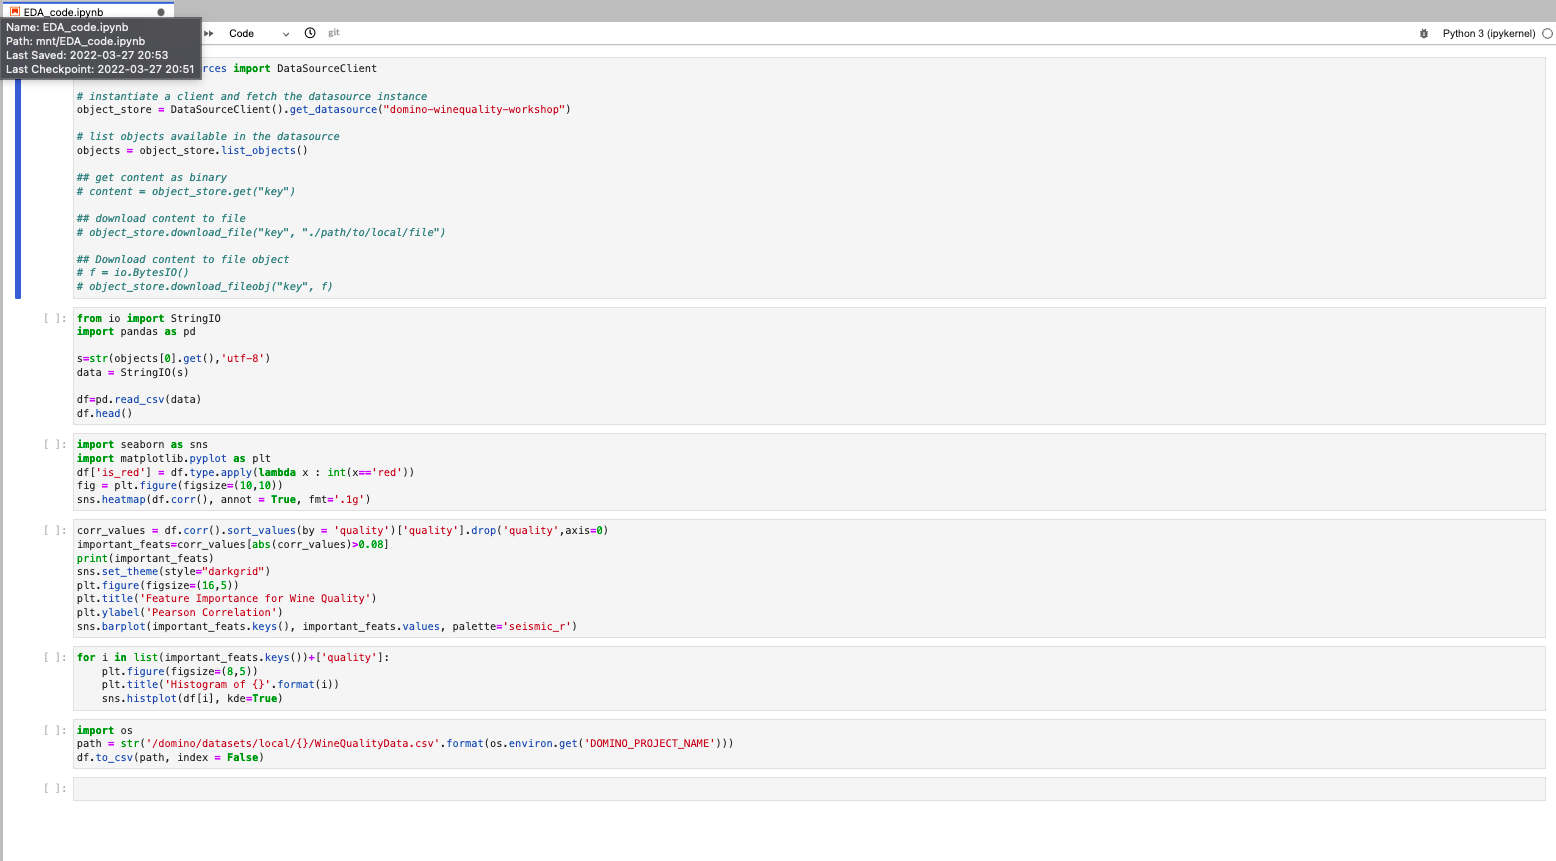 EDA_code.ipynb
Name: EDA_code.ipynb
Path: mnt/EDA_code.ipynb
Last Saved: 2022-03-27 20:53
Last Checkpoint: 2022-03-27 20:51
Code
git
Python 3 (ipykernel)
rces import DataSourceClient
# instantiate a client and fetch the datasource instance
object_store = DataSourceClient().get_datasource("domino-winequality-workshop")
# list objects available in the datasource
objects = object_store.list_objects()
## get content as binary
# content = object_store.get("key")
## download content to file
# object_store.download_file("key", "./path/to/local/file")
## Download content to file object
# f = io.BytesIO()
# object_store.download_fileobj("key", f)
[ ]: from io import StringIO
import pandas as pd
s=str(objects[0].get(),'utf-8')
data = StringIO(s)
df=pd.read_csv(data)
df.head()
[ ]: import seaborn as sns
import matplotlib.pyplot as plt
df['is_red'] = df.type.apply(lambda x : int(x=='red'))
fig = plt.figure(figsize=(10,10))
sns.heatmap(df.corr(), annot = True, fmt='.1g')
[ ]: corr_values = df.corr().sort_values(by = 'quality')['quality'].drop('quality',axis=0)
important_feats=corr_values[abs(corr_values)>0.08]
print(important_feats)
sns.set_theme(style="darkgrid")
plt.figure(figsize=(16,5))
plt.title('Feature Importance for Wine Quality')
plt.ylabel('Pearson Correlation')
sns.barplot(important_feats.keys(), important_feats.values, palette='seismic_r')
[ ]: for i in list(important_feats.keys())+['quality']:
    plt.figure(figsize=(8,5))
    plt.title('Histogram of {}'.format(i))
    sns.histplot(df[i], kde=True)
[ ]: import os
path = str('/domino/datasets/local/{}/WineQualityData.csv'.format(os.environ.get('DOMINO_PROJECT_NAME')))
df.to_csv(path, index = False)
[ ]: